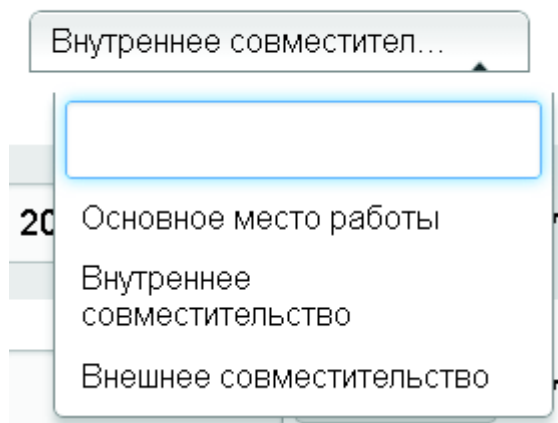 Внутреннее совместител...
20
Основное место работы
Внутреннее
совместительство
Внешнее совместительство